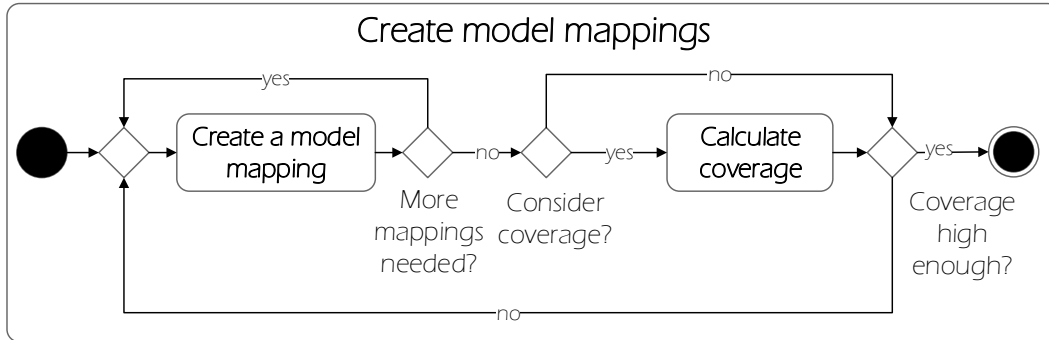 Create model mappings
yes
no
Create a model
mapping
Calculate
coverage
no
yes
yes
More
mappings
needed?
Consider
coverage?
Coverage
high
enough?
no